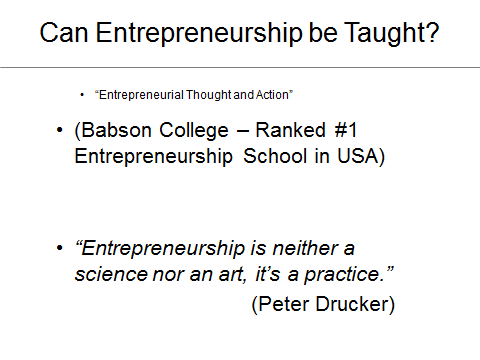 Can Entrepreneurship be Taught?
• “Entrepreneurial Thought and Action”
• (Babson College – Ranked #1
Entrepreneurship School in USA)
• “Entrepreneurship is neither a
science nor an art, it’s a practice.”
(Peter Drucker)